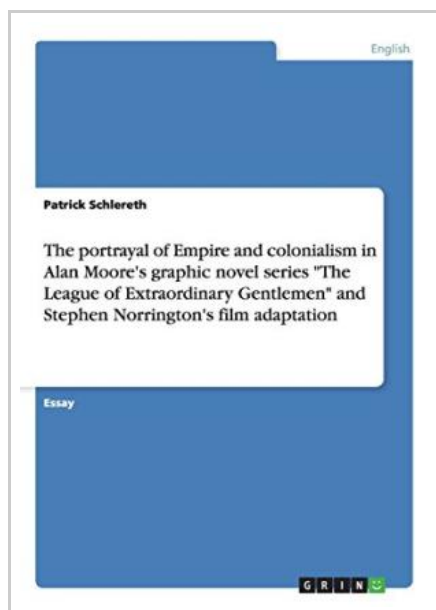 English
Patrick Schlereth
The portrayal of Empire and colonialism in
Alan Moore's graphic novel series "The
League of Extraordinary Gentlemen" and
Stephen Norrington's film adaptation
Essay
GRIN